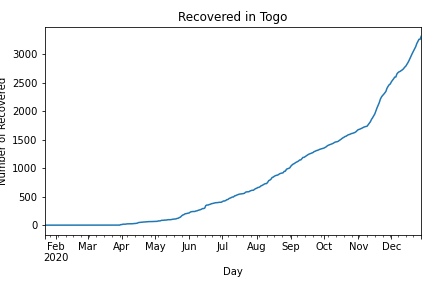 Recovered in Togo
Number of Recovered
3000
2500
2000
1500
1000
500
0
Feb Mar Apr May Jun Jul Aug Sep Oct Nov Dec
2020
Day